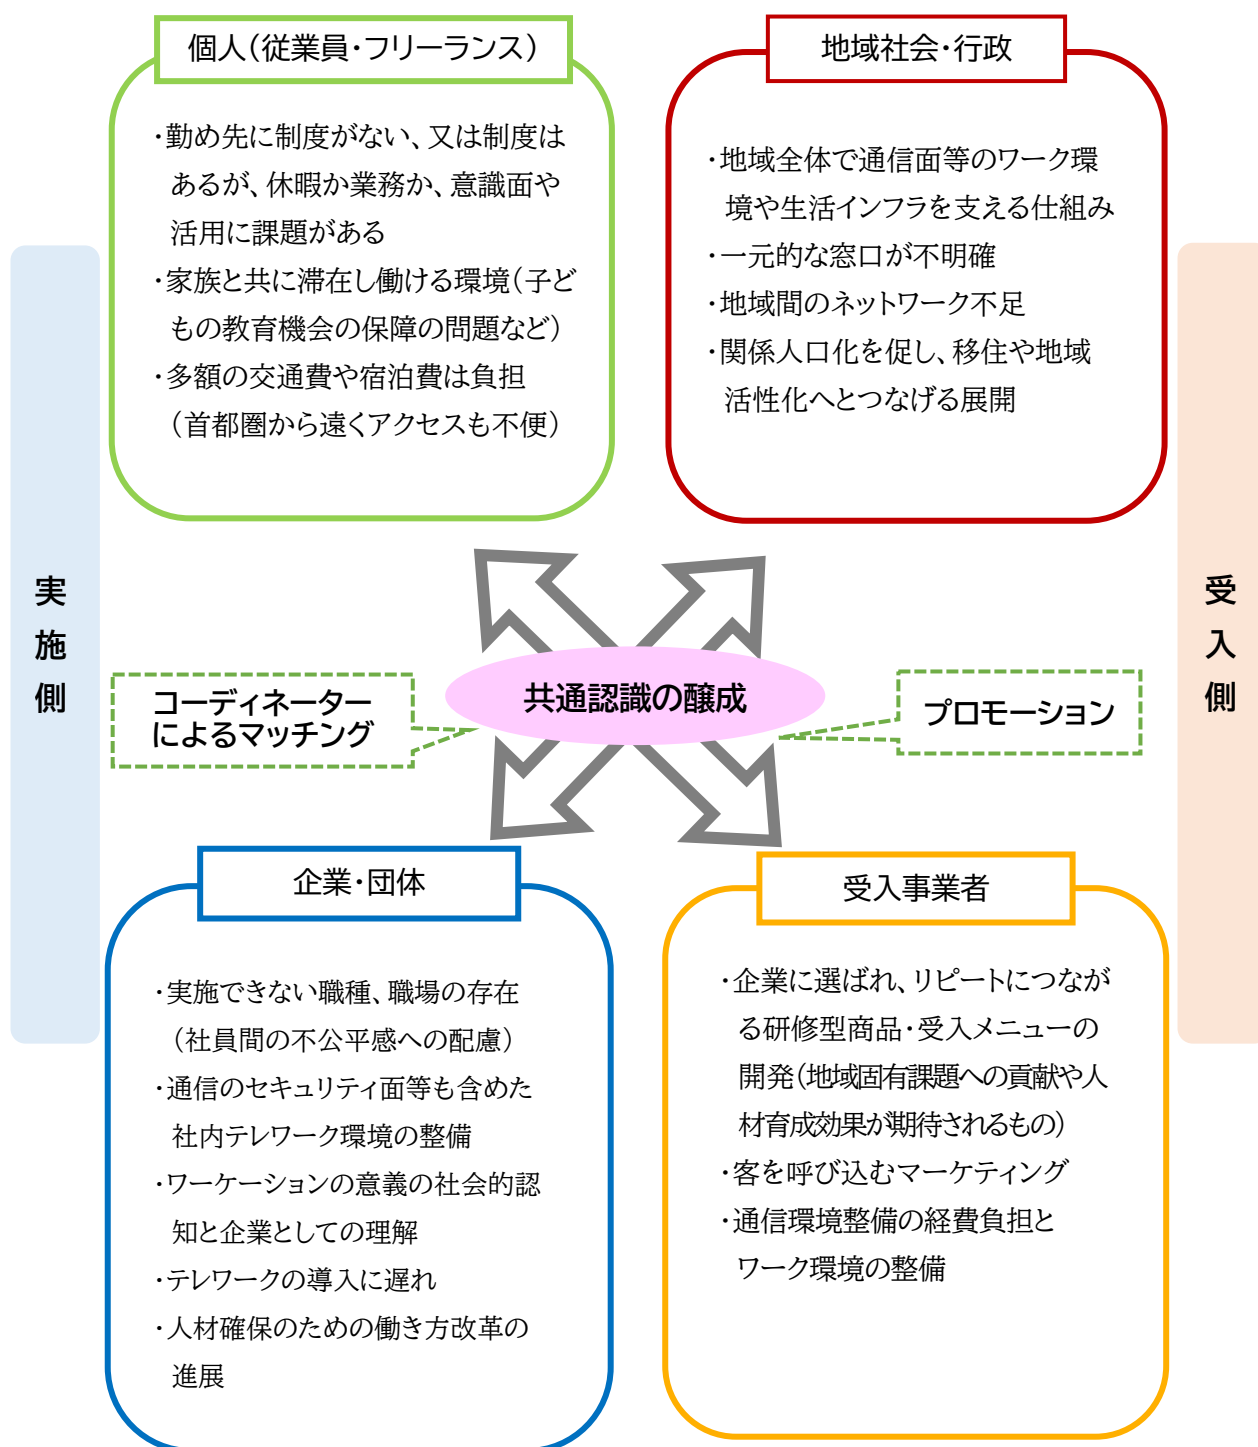 個人(従業員・フリーランス)
・勤め先に制度がない、又は制度は
あるが、休暇か業務か、意識面や
活用に課題がある
・家族と共に滞在し働ける環境(子ど
もの教育機会の保障の問題など)
・多額の交通費や宿泊費は負担
(首都圏から遠くアクセスも不便)
地域社会・行政
・地域全体で通信面等のワーク環
境や生活インフラを支える仕組み
・一元的な窓口が不明確
・地域間のネットワーク不足
・関係人口化を促し、移住や地域
活性化へとつなげる展開
実施側
受入側
コーディネーター
によるマッチング
共通認識の醸成
プロモーション
企業・団体
・実施できない職種、職場の存在
(社員間の不公平感への配慮)
・通信のセキュリティ面等も含めた
社内テレワーク環境の整備
・ワーケーションの意義の社会的認
知と企業としての理解
・テレワークの導入に遅れ
・人材確保のための働き方改革の
進展
受入事業者
・企業に選ばれ、リピートにつなが
る研修型商品・受入メニューの
開発(地域固有課題への貢献や人
材育成効果が期待されるもの)
・客を呼び込むマーケティング
・通信環境整備の経費負担と
ワーク環境の整備